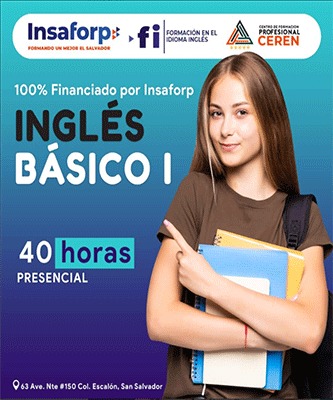 Insaforp
FORMANDO UN MEJOR EL SALVADOR
fi
FORMACIÓN EN EL
IDIOMA INGLÉS
CENTRO DE FORMACIÓN
PROFESIONAL
CEREN
100% Financiado por Insaforp
INGLÉS
BÁSICO I
40 horas
PRESENCIAL
63 Ave. Nte #150 Col. Escalón, San Salvador